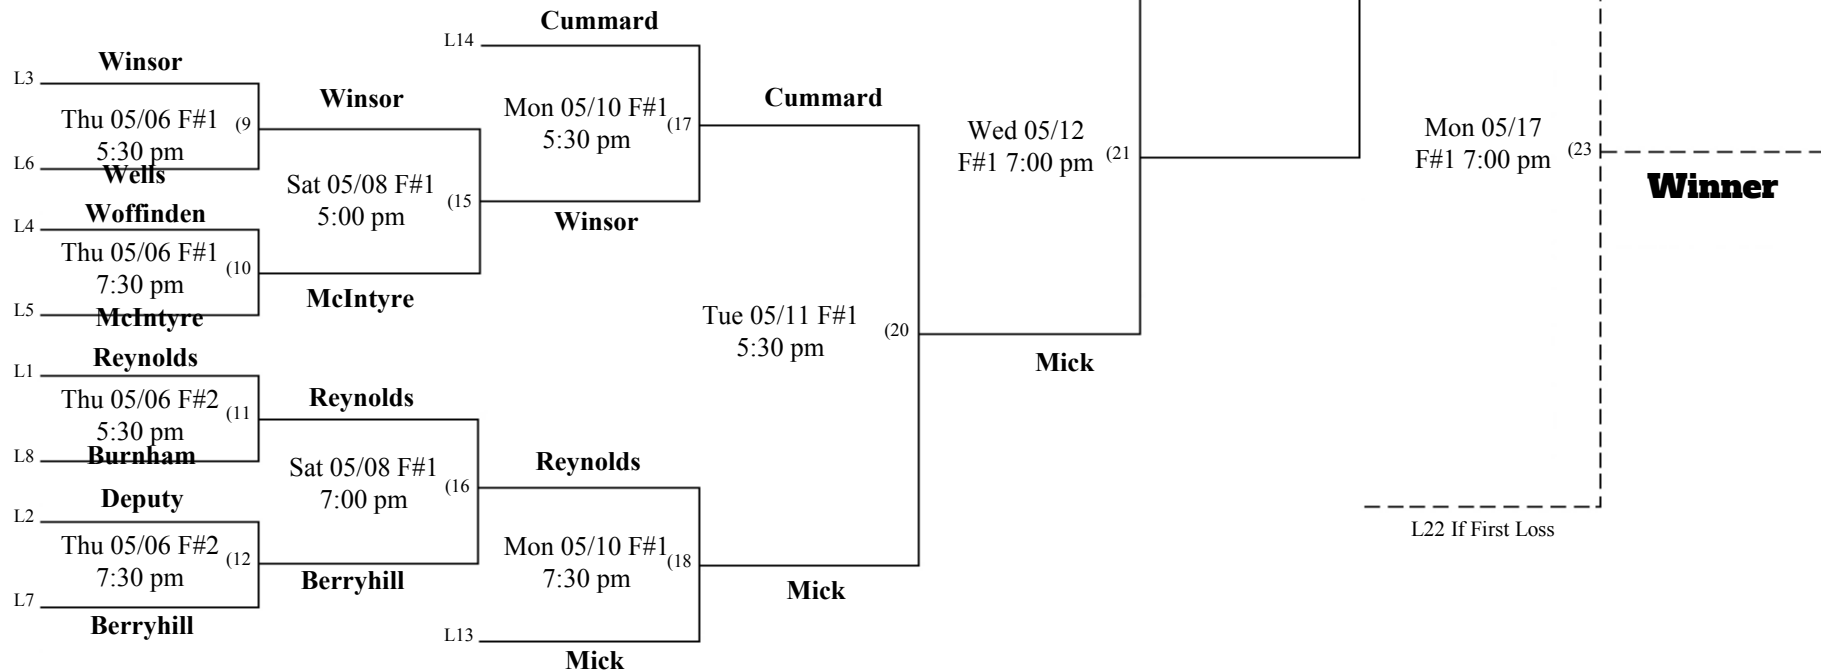 Cummard
L14
Winsor
L3
Thu 05/06 F#1 (9
5:30 pm
L6
Wells
Winsor
Mon 05/10 F#1 (17
5:30 pm
Cummard
Woffinden
L4
Thu 05/06 F#1 (10
7:30 pm
L5
McIntyre
Sat 05/08 F#1 (15
5:00 pm
Winsor
McIntyre
Wed 05/12
F#1 7:00 pm (21
Mon 05/17
F#1 7:00 pm (23
Winner
Tue 05/11 F#1 (20
5:30 pm
Mick
Reynolds
L1
Thu 05/06 F#2 (11
5:30 pm
L8
Burnham
Reynolds
Sat 05/08 F#1 (16
7:00 pm
Reynolds
Deputy
L2
Thu 05/06 F#2 (12
7:30 pm
L7
Berryhill
Berryhill
Mon 05/10 F#1 (18
7:30 pm
Mick
L13
Mick
L22 If First Loss